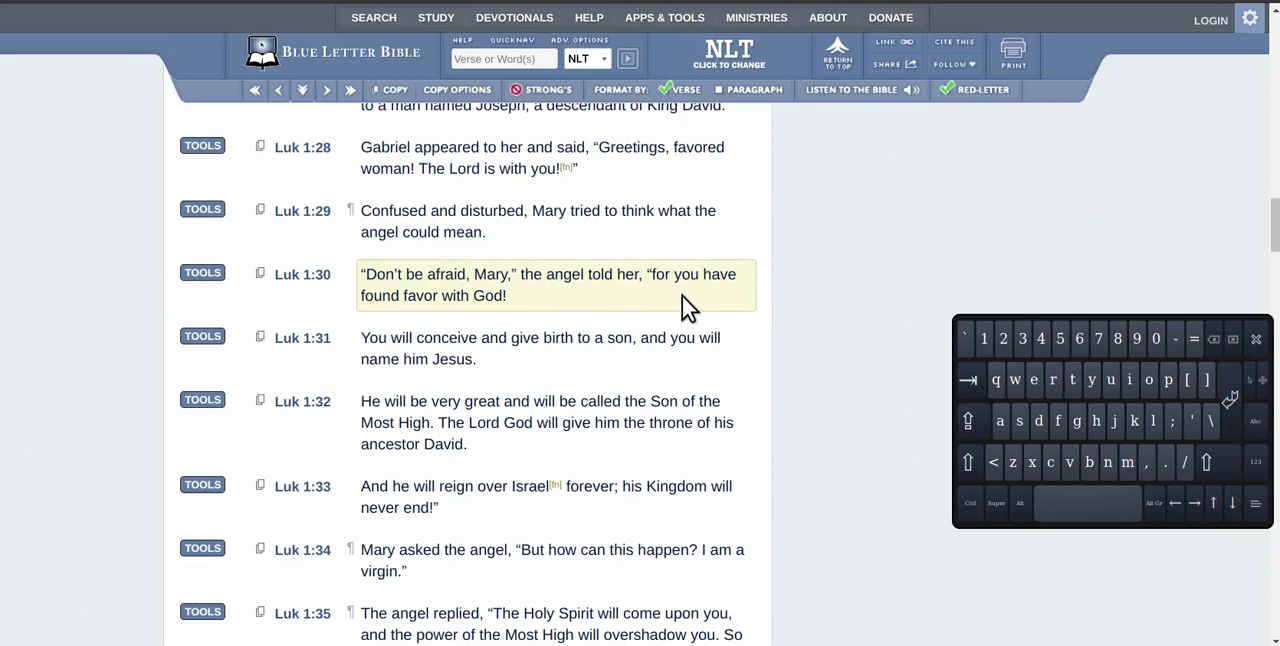 SEARCH STUDY DEVOTIONALS HELP APPS & TOOLS MINISTRIES ABOUT DONATE
LOGIN
BLUE LETTER BIBLE
HELP QUICKNAV ADV. OPTIONS
Verse or Word(s) NLT
NLT
CLICK TO CHANGE
RETURN
TO TOP
LINK CITE THIS
SHARE FOLLOW
PRINT
COPY COPY OPTIONS STRONG'S FORMAT BY: VERSE PARAGRAPH LISTEN TO THE BIBLE RED-LETTER
to a man named Joseph, a descendant of King David.
TOOLS Luk 1:28 Gabriel appeared to her and said, “Greetings, favored
woman! The Lord is with you![fn]”
TOOLS Luk 1:29 ¶ Confused and disturbed, Mary tried to think what the
angel could mean.
TOOLS Luk 1:30 “Don’t be afraid, Mary,” the angel told her, “for you have
found favor with God!
TOOLS Luk 1:31 You will conceive and give birth to a son, and you will
name him Jesus.
TOOLS Luk 1:32 He will be very great and will be called the Son of the
Most High. The Lord God will give him the throne of his
ancestor David.
TOOLS Luk 1:33 And he will reign over Israel[fn] forever; his Kingdom will
never end!”
TOOLS Luk 1:34 ¶ Mary asked the angel, “But how can this happen? I am a
virgin.”
TOOLS Luk 1:35 ¶ The angel replied, “The Holy Spirit will come upon you,
and the power of the Most High will overshadow you. So
` 1 2 3 4 5 6 7 8 9 0 - =
q w e r t y u i o p [ ]
a s d f g h j k l ; ' \ Abc
< z x c v b n m , . / 123
Ctrl Super Alt Alt Gr